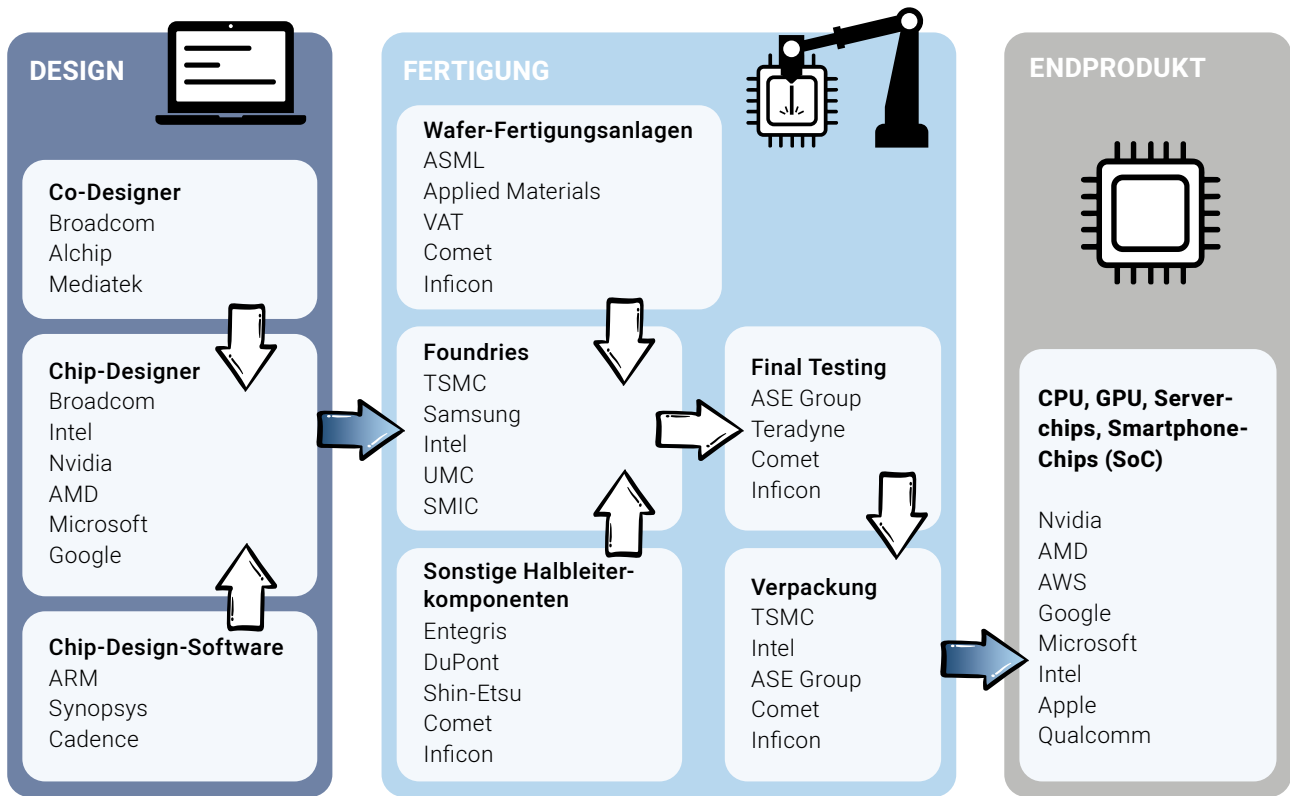 DESIGN
Co-Designer
Broadcom
Alchip
Mediatek
Chip-Designer
Broadcom
Intel
Nvidia
AMD
Microsoft
Google
Chip-Design-Software
ARM
Synopsys
Cadence
FERTIGUNG
Wafer-Fertigungsanlagen
ASML
Applied Materials
VAT
Comet
Inficon
Foundries
TSMC
Samsung
Intel
UMC
SMIC
Sonstige Halbleiter-
komponenten
Entegris
DuPont
Shin-Etsu
Comet
Inficon
Final Testing
ASE Group
Teradyne
Comet
Inficon
Verpackung
TSMC
Intel
ASE Group
Comet
Inficon
ENDPRODUKT
CPU, GPU, Server-
chips, Smartphone-
Chips (SoC)
Nvidia
AMD
AWS
Google
Microsoft
Intel
Apple
Qualcomm